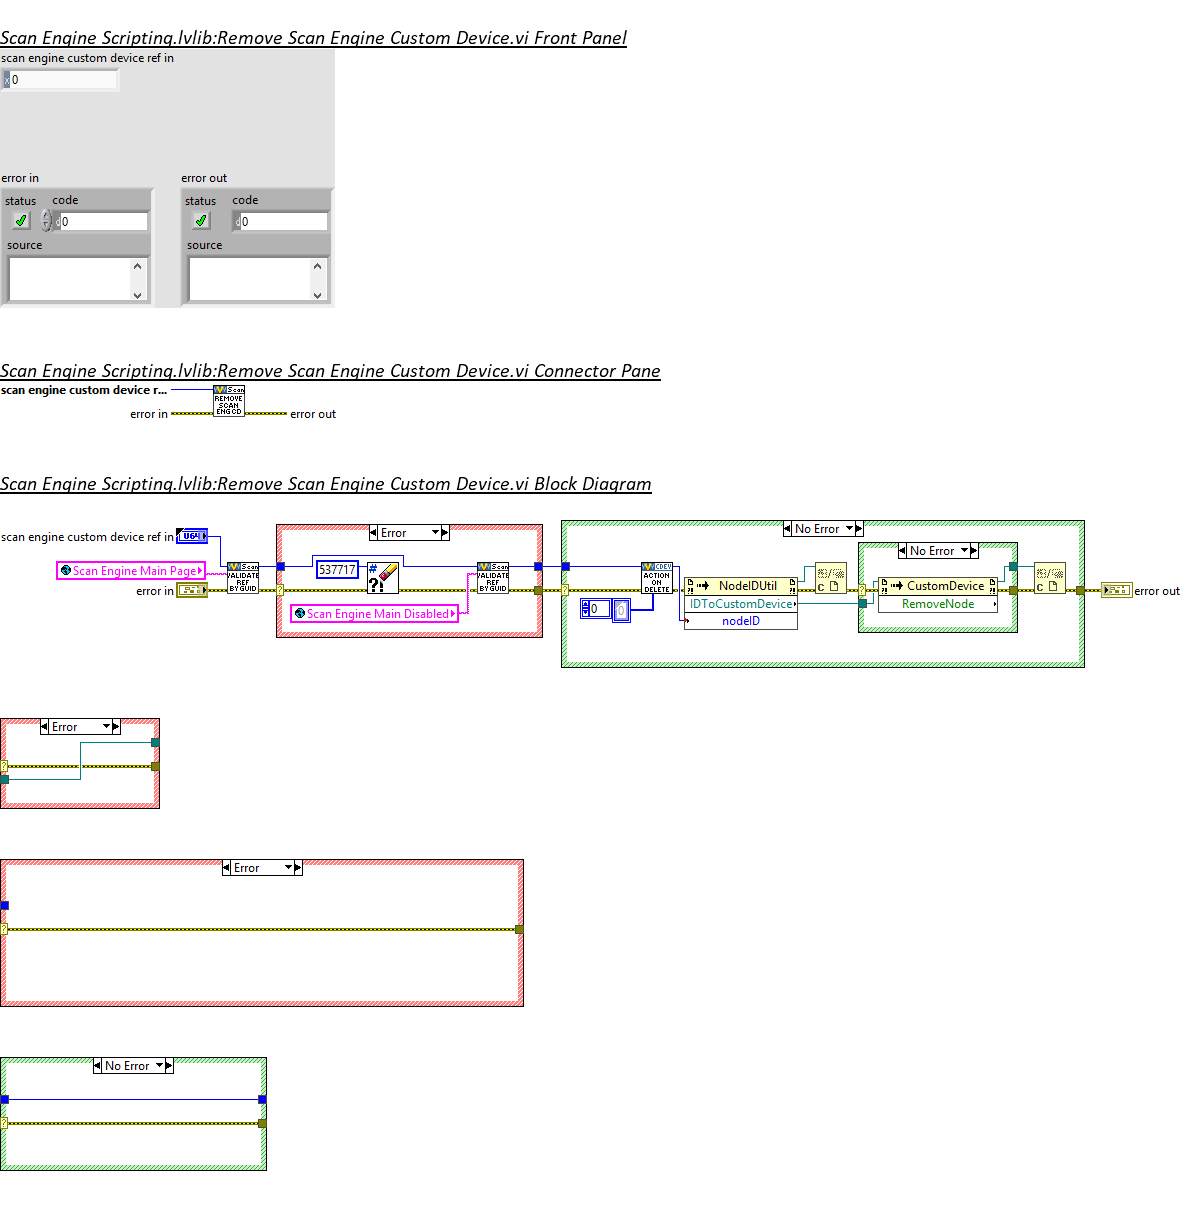 Scan Engine Scripting.lvlib:Remove Scan Engine Custom Device.vi Front Panel
scan engine custom device ref in
x 0
error in
error out
status code
status code
d 0
d 0
source
source
Scan Engine Scripting.lvlib:Remove Scan Engine Custom Device.vi Connector Pane
scan engine custom device r...
Scan
REMOVE
SCAN
ENG CD
error in
error out
Scan Engine Scripting.lvlib:Remove Scan Engine Custom Device.vi Block Diagram
scan engine custom device ref in
U64
Scan Engine Main Page
error in
Scan
VALIDATE
REF
BY GUID
Error
537717
#
?!
Scan Engine Main Disabled
Scan
VALIDATE
REF
BY GUID
No Error
CDEV
ACTION
ON
DELETE
0
0
NodeIDUtil
IDToCustomDevice
nodeID
C
No Error
CustomDevice
RemoveNode
C
error out
Error
?
Error
?
No Error
?